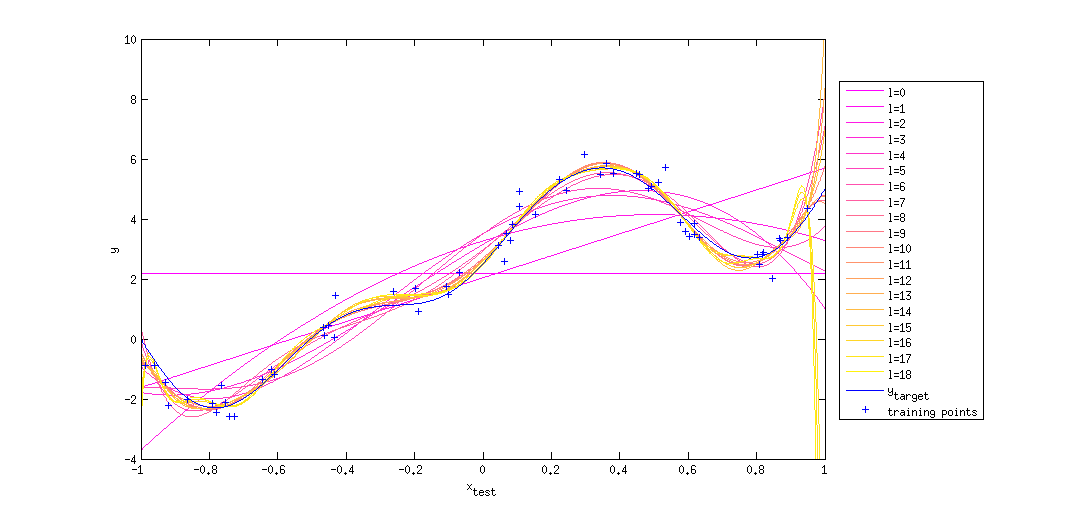 10
8
6
4
2
0
-2
-4
y
-1
-0.8
-0.6
-0.4
-0.2
0
0.2
0.4
0.6
0.8
1
x_test
l=0
l=1
l=2
l=3
l=4
l=5
l=6
l=7
l=8
l=9
l=10
l=11
l=12
l=13
l=14
l=15
l=16
l=17
l=18
y_target
training points